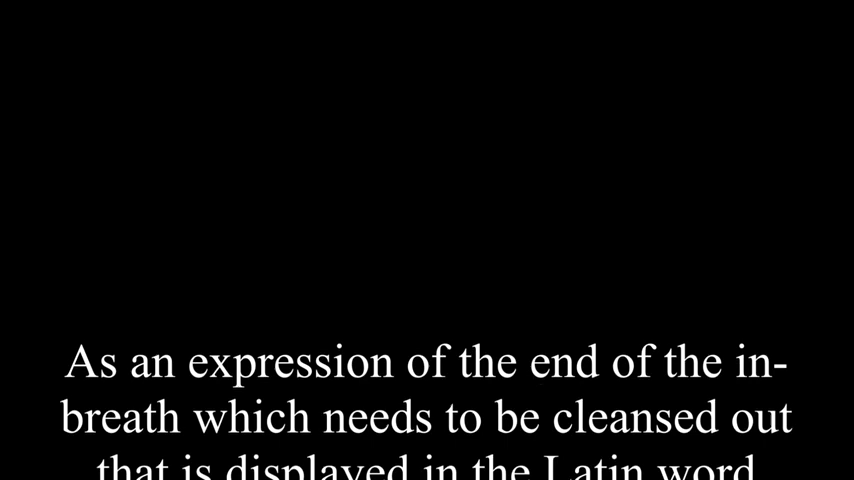 As an expression of the end of the in-
breath which needs to be cleansed out
that is displayed in the Latin word